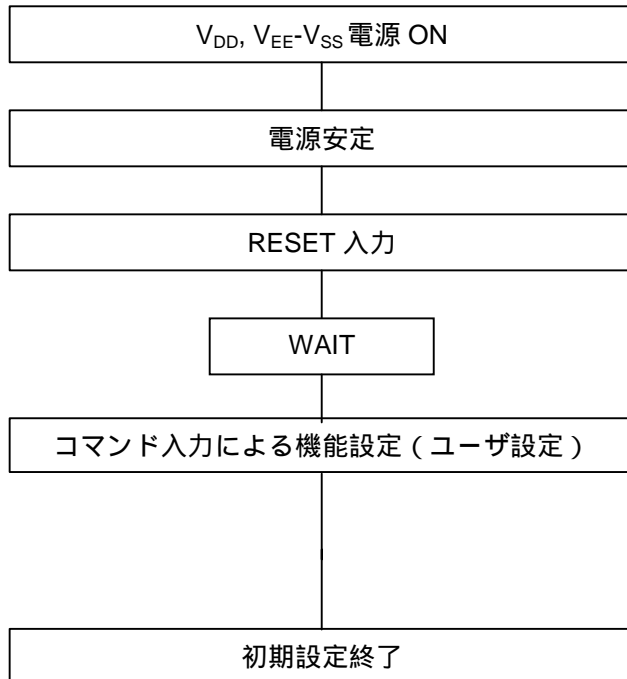 VDD, VEE-VSS 電源 ON
電源安定
RESET 入力
WAIT
コマンド入力による機能設定（ユーザ設定）
初期設定終了